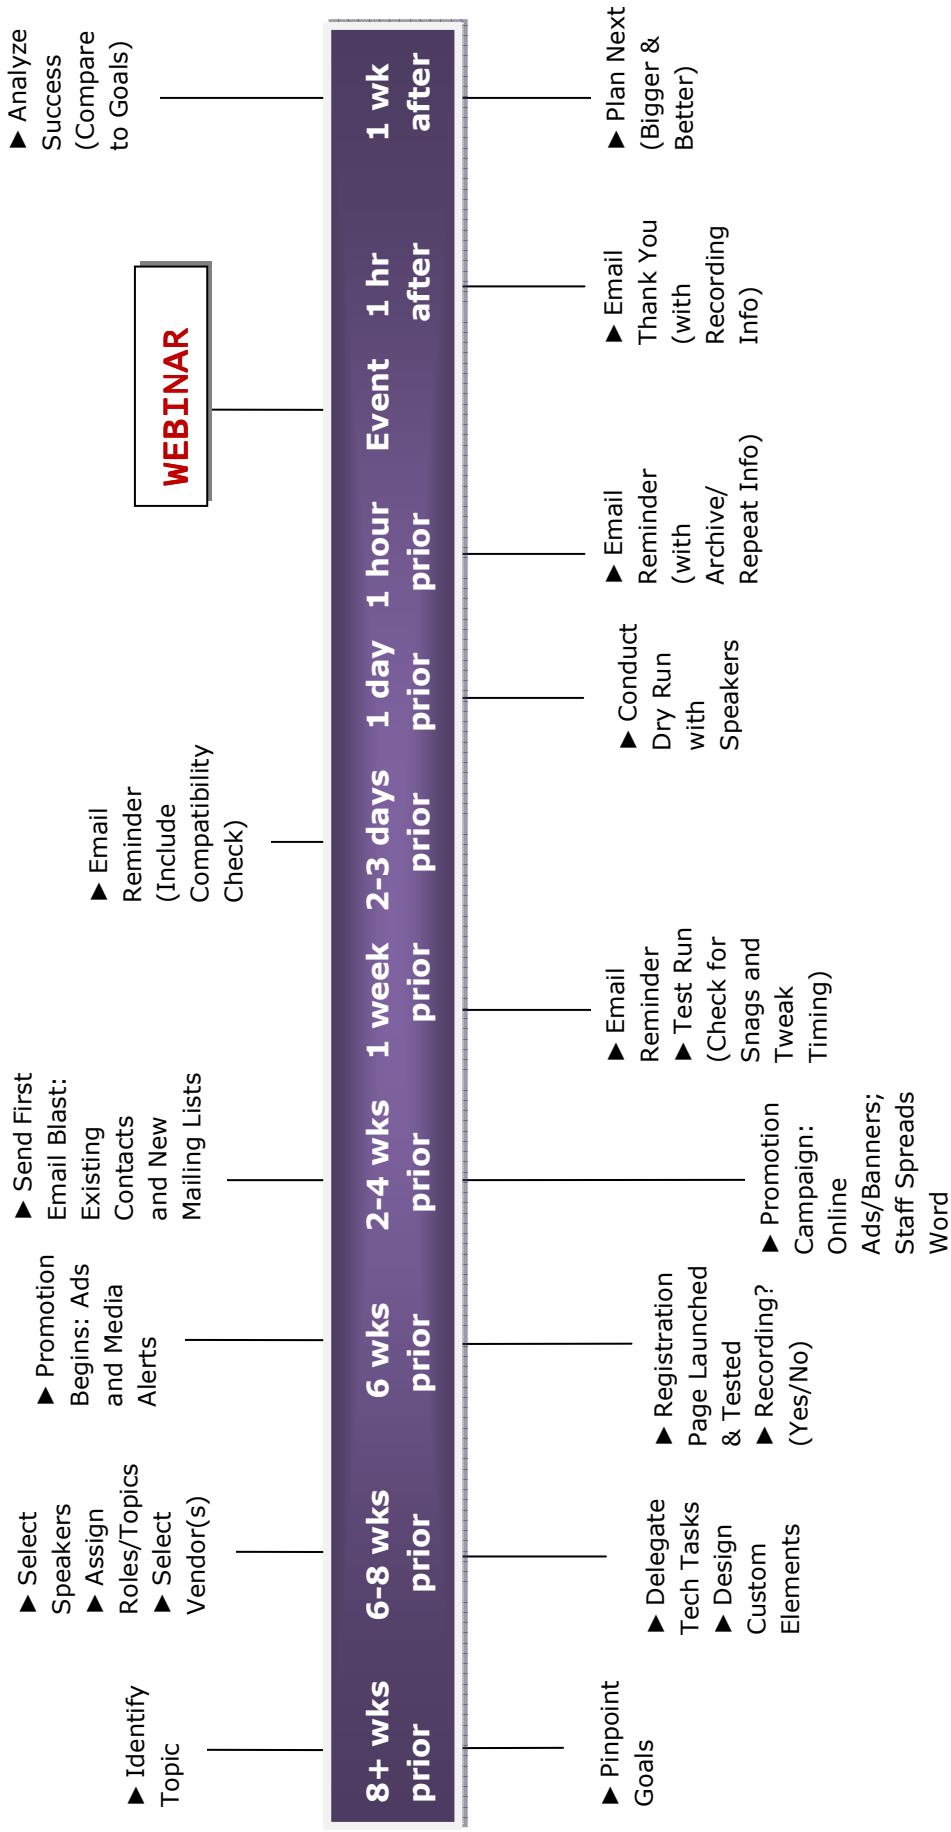 ► Identify
Topic
► Select
Speakers
► Assign
Roles/Topics
► Select
Vendor(s)
► Promotion
Begins: Ads
and Media
Alerts
► Send First
Email Blast:
Existing
Contacts
and New
Mailing Lists
► Email
Reminder
(Include
Compatibility
Check)
WEBINAR
► Analyze
Success
(Compare
to Goals)
8+ wks
prior
6-8 wks
prior
6 wks
prior
2-4 wks
prior
1 week
prior
2-3 days
prior
1 day
prior
1 hour
prior
Event
1 hr
after
1 wk
after
► Pinpoint
Goals
► Delegate
Tech Tasks
► Design
Custom
Elements
► Registration
Page Launched
& Tested
► Recording?
(Yes/No)
► Promotion
Campaign:
Online
Ads/Banners;
Staff Spreads
Word
► Email
Reminder
► Test Run
(Check for
Snags and
Tweak
Timing)
► Conduct
Dry Run
with
Speakers
► Email
Reminder
(with
Archive/
Repeat Info)
► Email
Thank You
(with
Recording
Info)
► Plan Next
(Bigger &
Better)